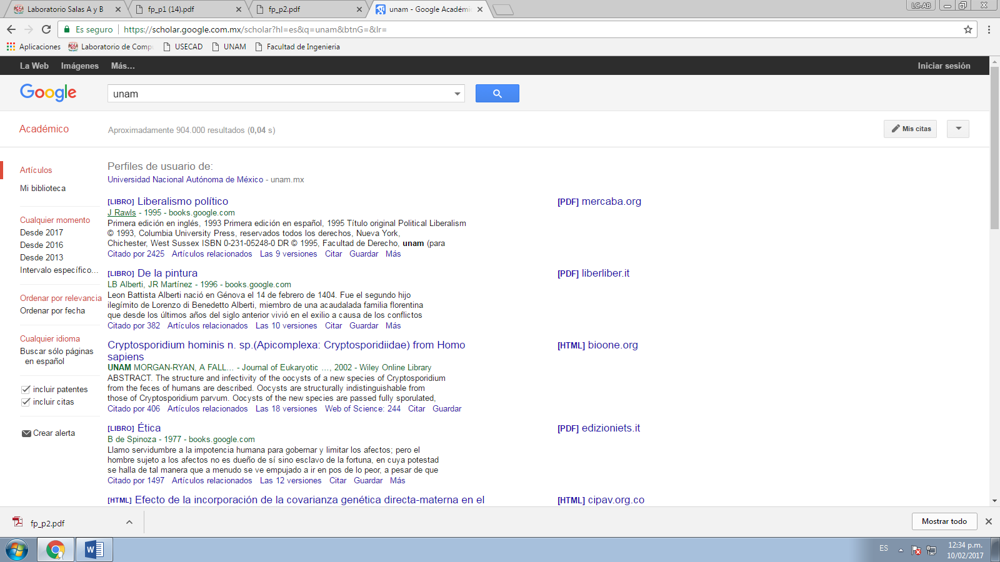 Laboratorio Salas A y B
fp_p1 (14).pdf
fp_p2.pdf
unam - Google Académi
LC-AB
Es seguro
https://scholar.google.com.mx/scholar?hl=es&q=unam&btnG=&lr=
Aplicaciones
Laboratorio de Comp
USECAD
UNAM
Facultad de Ingenieria
La Web Imágenes Más... Iniciar sesión
Google
unam
Académico
Aproximadamente 904.000 resultados (0,04 s)
Mis citas
Artículos
Mi biblioteca
Cualquier momento
Desde 2017
Desde 2016
Desde 2013
Intervalo específico...
Ordenar por relevancia
Ordenar por fecha
Cualquier idioma
Buscar sólo páginas
en español
incluir patentes
incluir citas
Crear alerta
Perfiles de usuario de:
Universidad Nacional Autónoma de México - unam.mx
[LIBRO] Liberalismo político
[PDF] mercaba.org
J Rawls - 1995 - books.google.com
Primera edición en inglés, 1993 Primera edición en español, 1995 Título original Political Liberalism
© 1993, Columbia University Press, reservados todos los derechos, Nueva York,
Chichester, West Sussex ISBN 0-231-05248-0 DR © 1995, Facultad de Derecho, unam (para
Citado por 2425 Artículos relacionados Las 9 versiones Citar Guardar Más
[LIBRO] De la pintura
[PDF] liberliber.it
LB Alberti, JR Martínez - 1996 - books.google.com
Leon Battista Alberti nació en Génova el 14 de febrero de 1404. Fue el segundo hijo
ilegímito de Lorenzo di Benedetto Alberti, miembro de una acaudalada familia florentina
que desde los últimos años del siglo anterior vivió en el exilio a causa de los conflictos
Citado por 382 Artículos relacionados Las 10 versiones Citar Guardar Más
Cryptosporidium hominis n. sp.(Apicomplexa: Cryptosporidiidae) from Homo
sapiens
[HTML] bioone.org
UNAM MORGAN-RYAN, A FALL... - Journal of Eukaryotic ..., 2002 - Wiley Online Library
ABSTRACT. The structure and infectivity of the oocysts of a new species of Cryptosporidium
from the feces of humans are described. Oocysts are structurally indistinguishable from
those of Cryptosporidium parvum. Oocysts of the new species are passed fully sporulated,
Citado por 406 Artículos relacionados Las 18 versiones Web of Science: 244 Citar Guardar
[LIBRO] Ética
[PDF] edizioniets.it
B de Spinoza - 1977 - books.google.com
Llamo servidumbre a la impotencia humana para gobernar y limitar los afectos; pero el
hombre sujeto a los afectos no es dueño de sí sino esclavo de la fortuna, en cuya potestad
se halla de tal manera que a menudo se ve empujado a ir en pos de lo peor, a pesar de que
Citado por 1497 Artículos relacionados Las 12 versiones Citar Guardar Más
[HTML] Efecto de la incorporación de la covarianza genética directa-materna en el
[HTML] cipav.org.co
fp_p2.pdf
Mostrar todo
ES
12:34 p.m.
10/02/2017